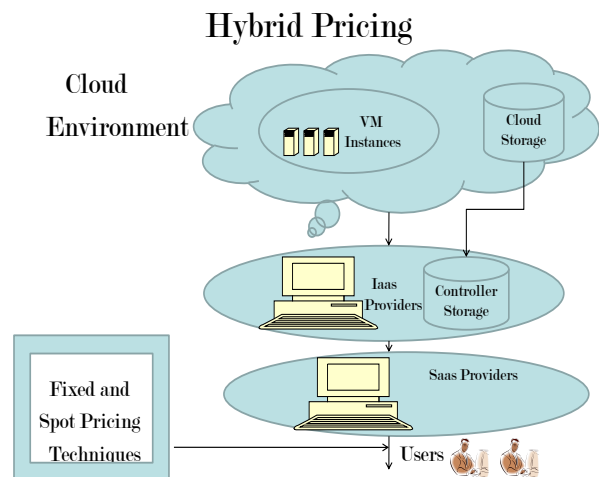 Hybrid Pricing
Cloud
Environment
VM
Instances
Cloud
Storage
Iaas
Providers
Controller
Storage
Saas Providers
Fixed and
Spot Pricing
Techniques
Users